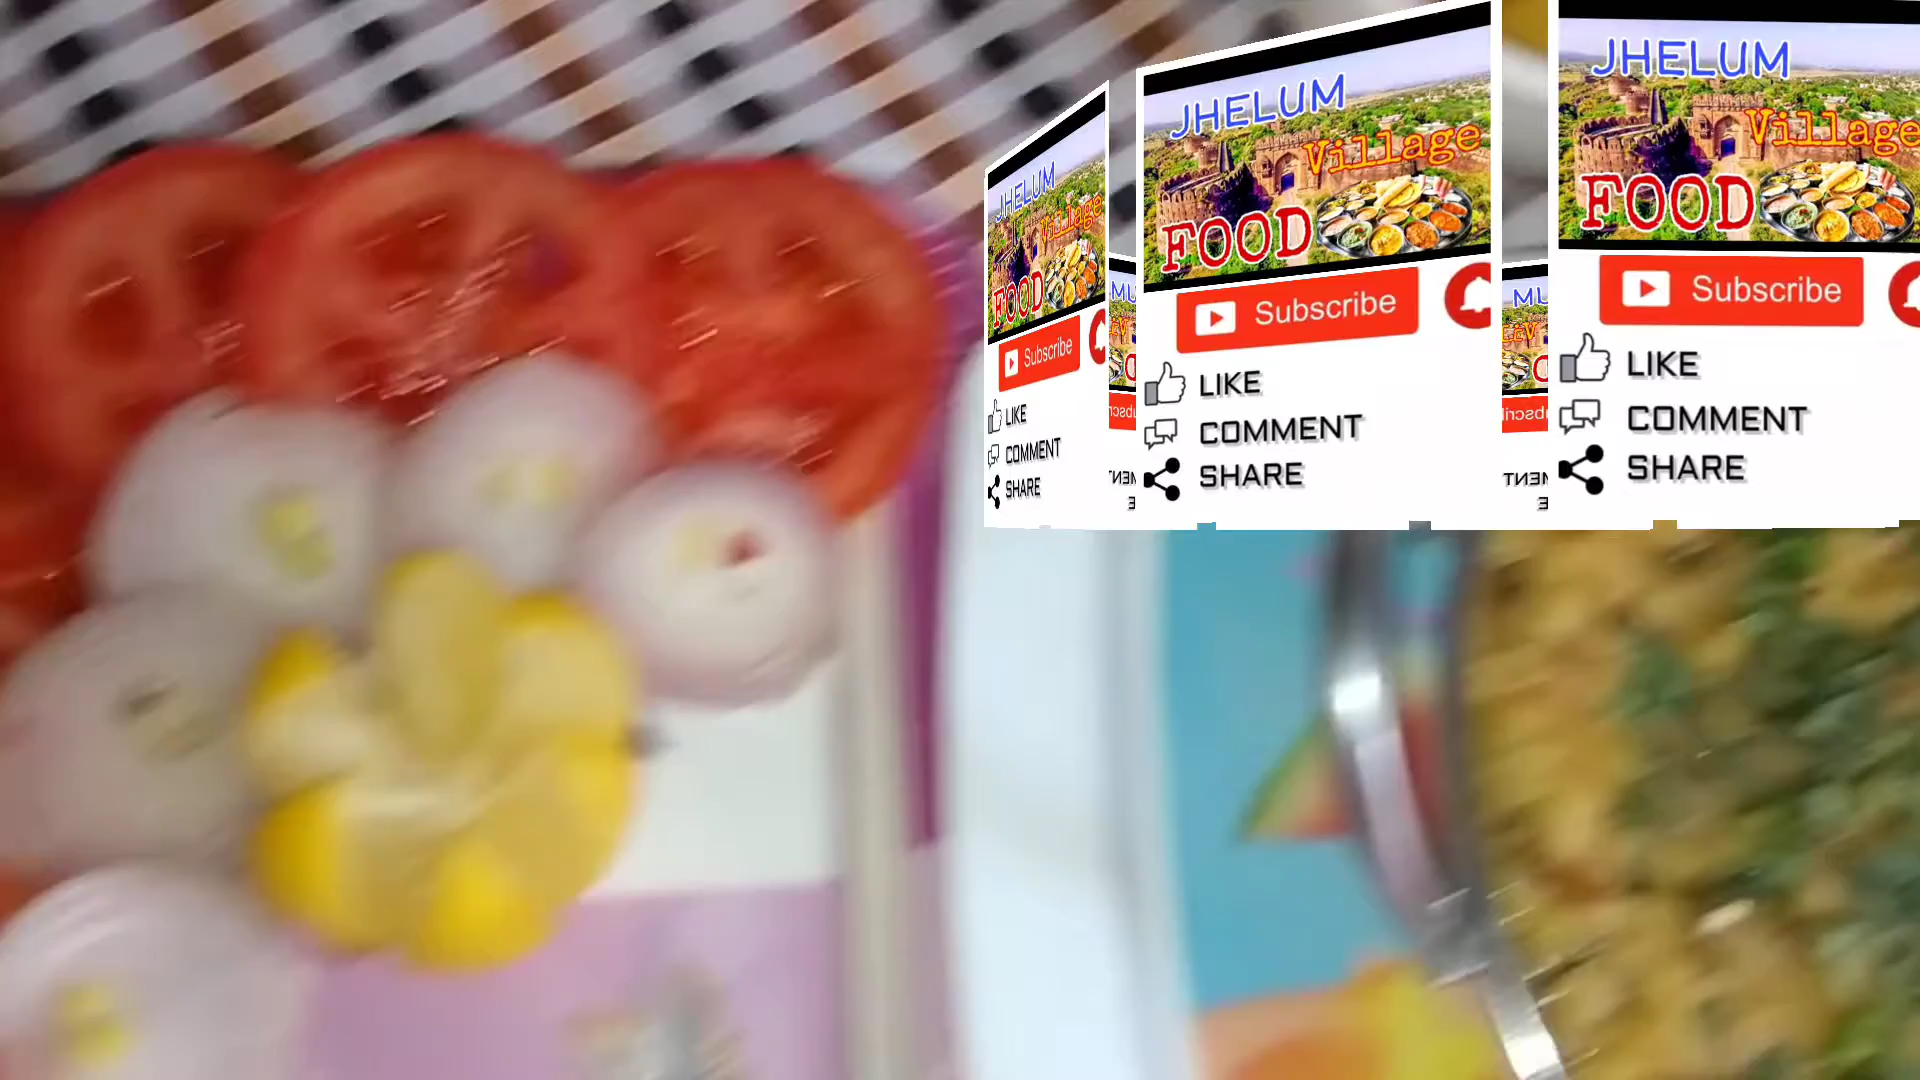 JHELUM
Village
FOOD
Subscribe
LIKE
COMMENT
SHARE
JHELUM
Village
FOOD
Subscribe
LIKE
COMMENT
SHARE
JHELUM
Village
FOOD
Subscribe
LIKE
COMMENT
SHARE